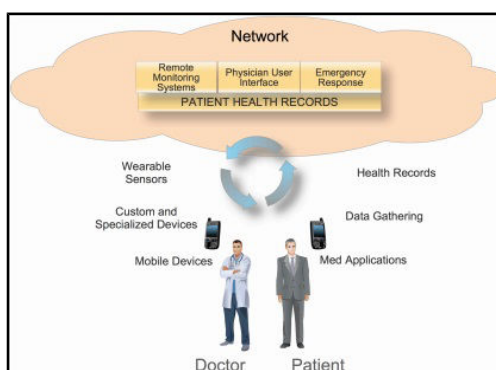 Network
Remote
Monitoring
Systems
Physician User
Interface
Emergency
Response
PATIENT HEALTH RECORDS
Wearable
Sensors
Health Records
Custom and
Specialized Devices
Data Gathering
Mobile Devices
Med Applications
Doctor
Patient